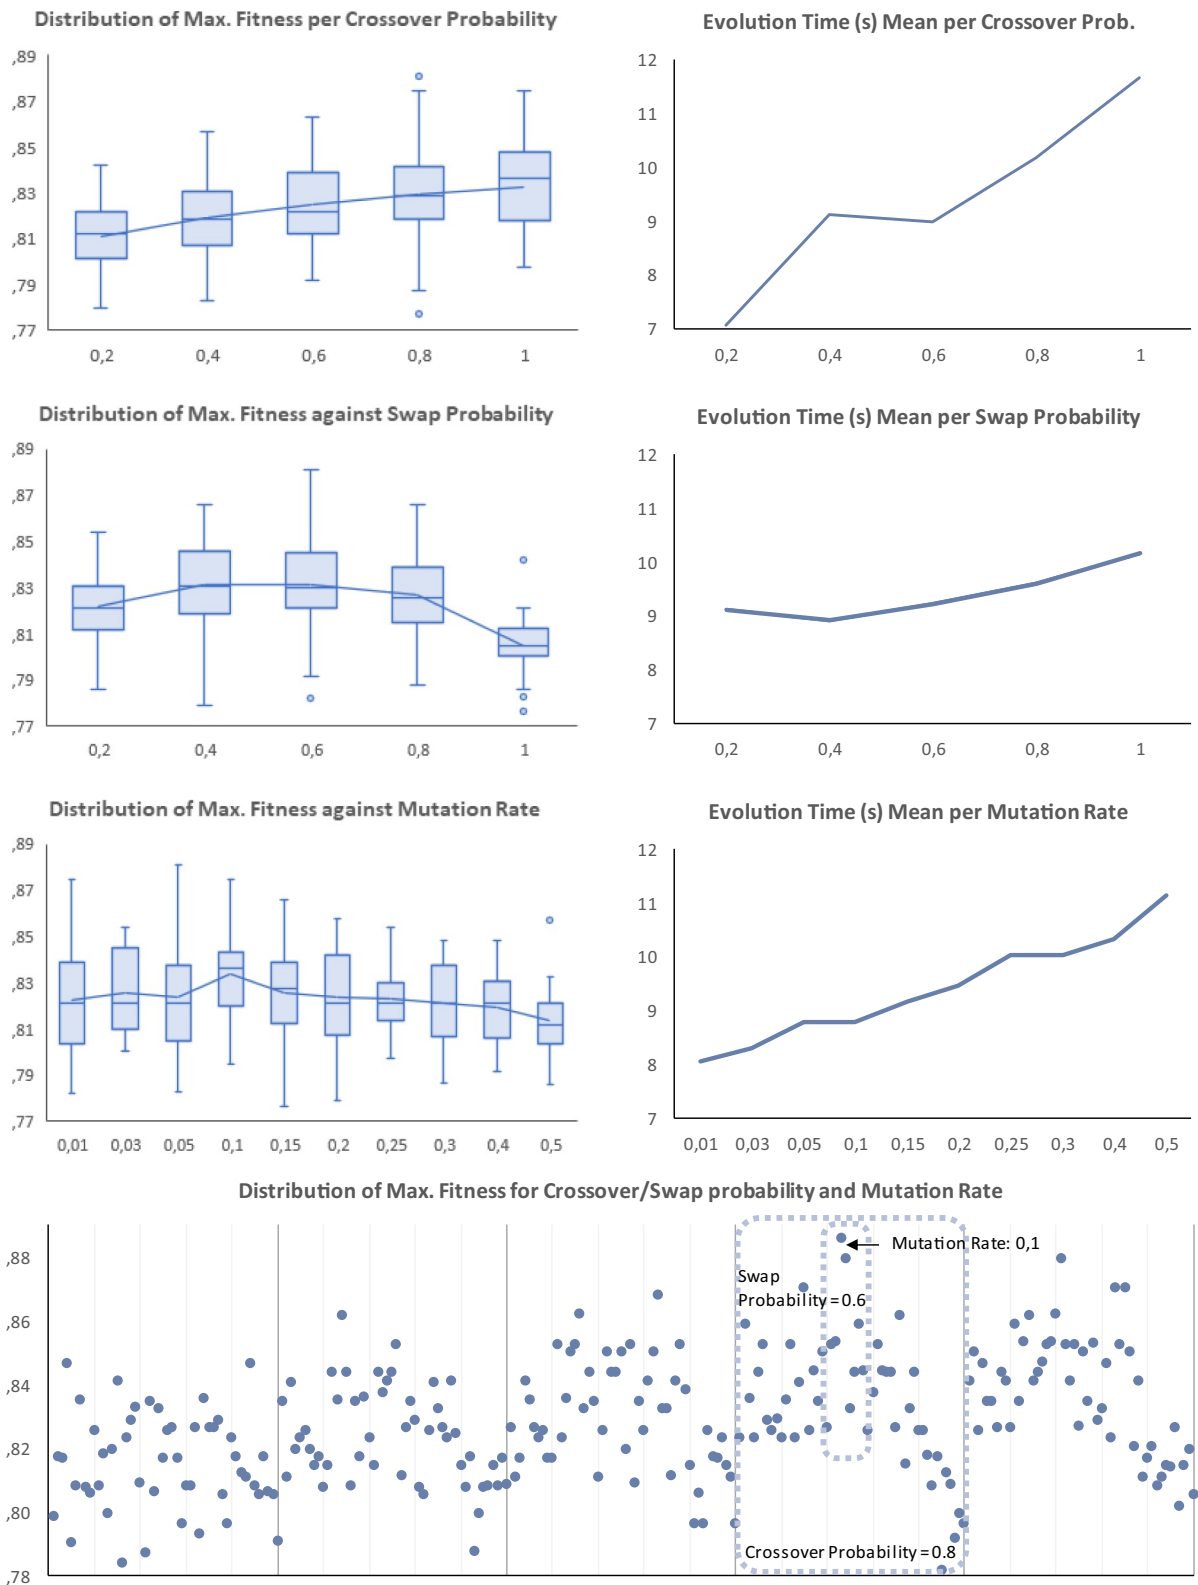 Distribution of Max. Fitness per Crossover Probability
,89
,87
,85
,83
,81
,79
,77
0,2 0,4 0,6 0,8 1
Evolution Time (s) Mean per Crossover Prob.
12
11
10
9
8
7
0,2 0,4 0,6 0,8 1
Distribution of Max. Fitness against Swap Probability
,89
,87
,85
,83
,81
,79
,77
0,2 0,4 0,6 0,8 1
Evolution Time (s) Mean per Swap Probability
12
11
10
9
8
7
0,2 0,4 0,6 0,8 1
Distribution of Max. Fitness against Mutation Rate
,89
,87
,85
,83
,81
,79
,77
0,01 0,03 0,05 0,1 0,15 0,2 0,25 0,3 0,4 0,5
Evolution Time (s) Mean per Mutation Rate
12
11
10
9
8
7
0,01 0,03 0,05 0,1 0,15 0,2 0,25 0,3 0,4 0,5
Distribution of Max. Fitness for Crossover/Swap probability and Mutation Rate
,88
,86
,84
,82
,80
,78
Mutation Rate: 0,1
Swap
Probability = 0.6
Crossover Probability = 0.8